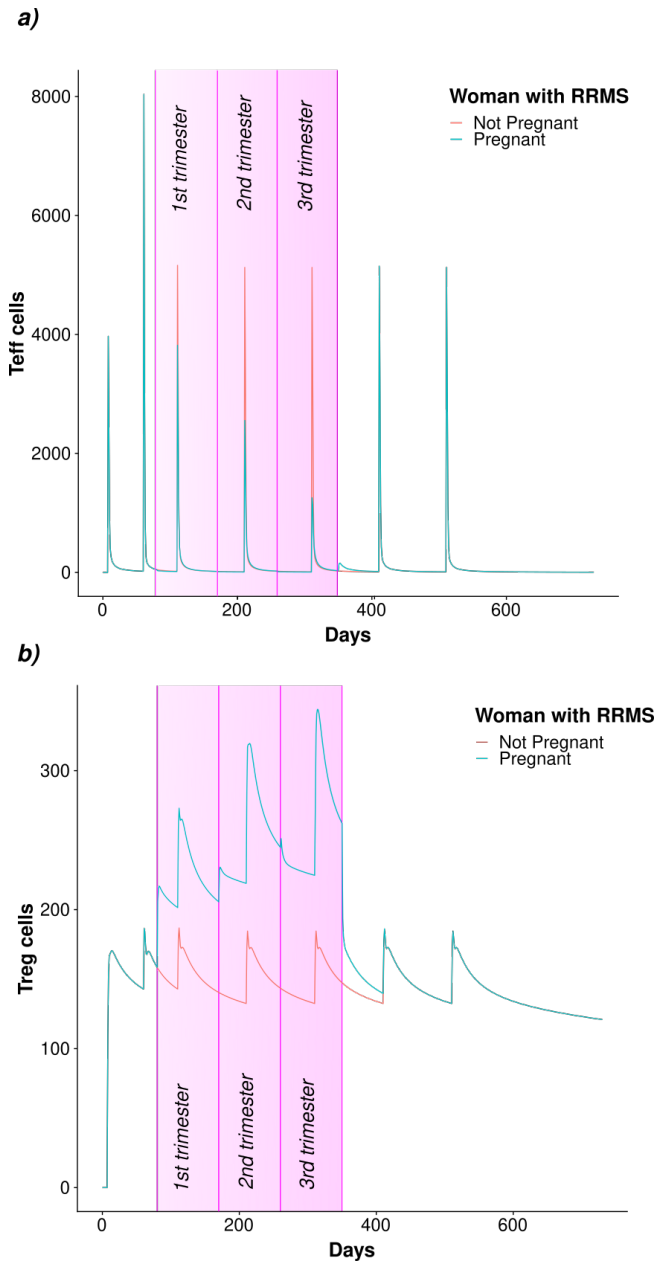 a)
Woman with RRMS
Not Pregnant
Pregnant
1st trimester
2nd trimester
3rd trimester
8000
6000
4000
2000
0
Teff cells
0
200
400
600
Days
b)
Woman with RRMS
Not Pregnant
Pregnant
300
200
100
0
Treg cells
1st trimester
2nd trimester
3rd trimester
0
200
400
600
Days